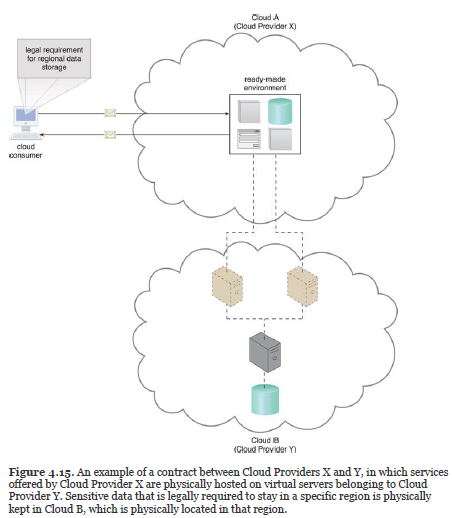 Cloud A
(Cloud Provider X)
legal requirement
for regional data
storage
ready-made
environment
cloud
consumer
Cloud B
(Cloud Provider Y)
Figure 4.15. An example of a contract between Cloud Providers X and Y, in which services
offered by Cloud Provider X are physically hosted on virtual servers belonging to Cloud
Provider Y. Sensitive data that is legally required to stay in a specific region is physically
kept in Cloud B, which is physically located in that region.